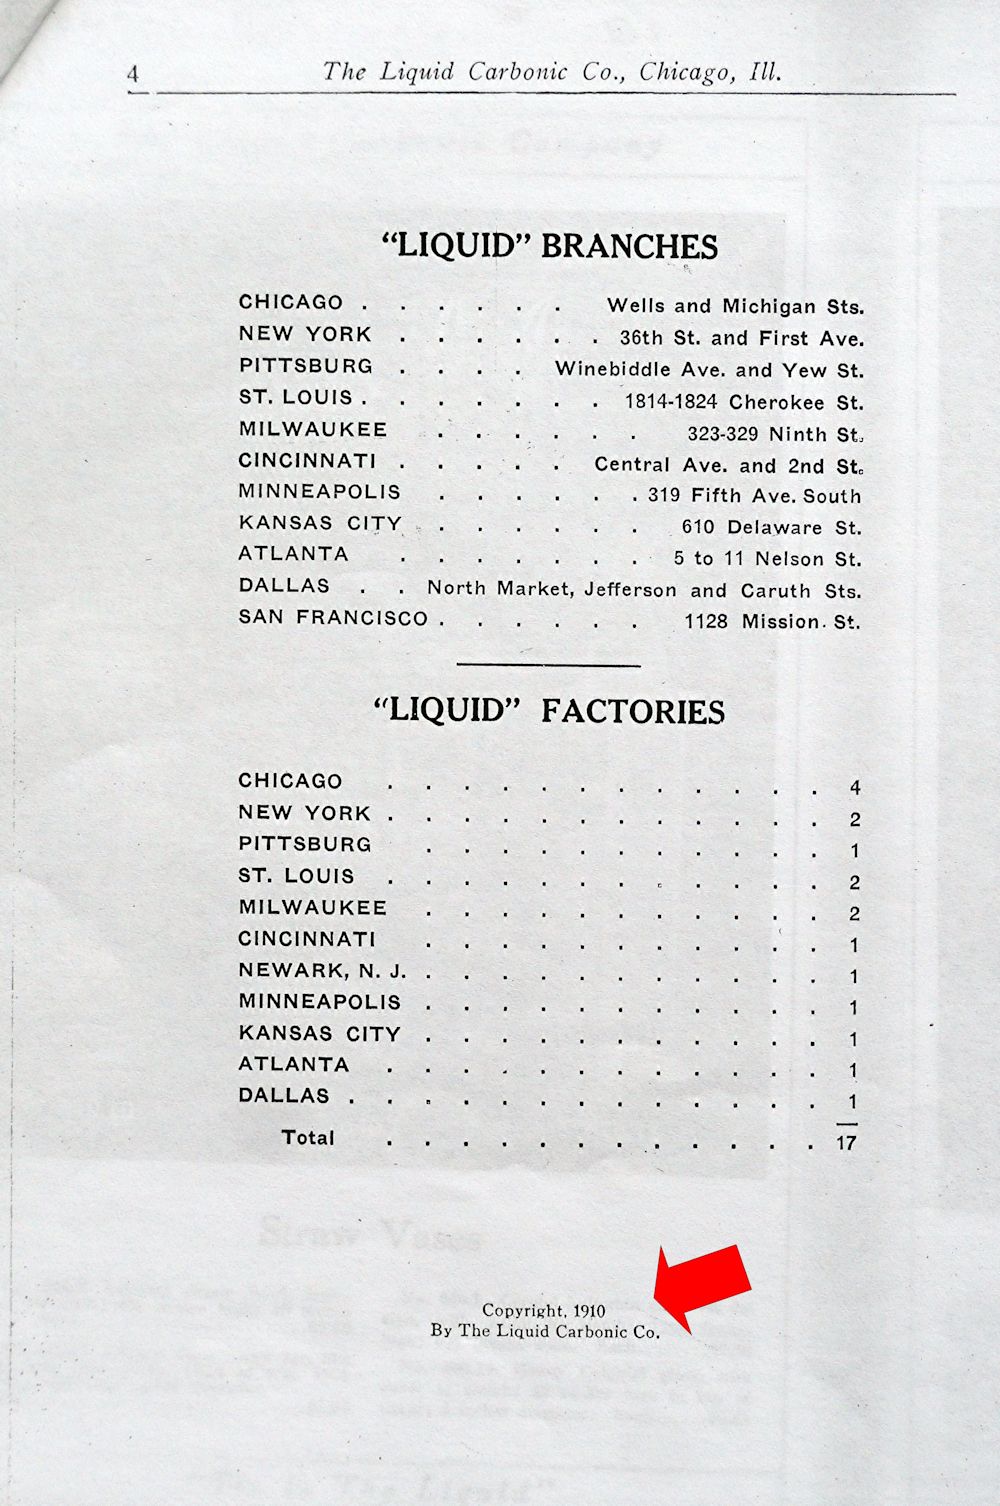 4 The Liquid Carbonic Co., Chicago, Ill.
"LIQUID" BRANCHES
CHICAGO . . . . . . Wells and Michigan Sts.
NEW YORK . . . . . . 36th St. and First Ave.
PITTSBURG . . . . Winebiddle Ave. and Yew St.
ST. LOUIS . . . . . . . 1814-1824 Cherokee St.
MILWAUKEE . . . . . . 323-329 Ninth St.
CINCINNATI . . . . . Central Ave. and 2nd St.
MINNEAPOLIS . . . . . . 319 Fifth Ave. South
KANSAS CITY . . . . . . 610 Delaware St.
ATLANTA . . . . . . . 5 to 11 Nelson St.
DALLAS . . North Market, Jefferson and Caruth Sts.
SAN FRANCISCO . . . . . . 1128 Mission St.
"LIQUID" FACTORIES
CHICAGO . . . . . . . . . . . . 4
NEW YORK . . . . . . . . . . . . 2
PITTSBURG . . . . . . . . . . . 1
ST. LOUIS . . . . . . . . . . . . 2
MILWAUKEE . . . . . . . . . . . 2
CINCINNATI . . . . . . . . . . . 1
NEWARK, N. J. . . . . . . . . . . . 1
MINNEAPOLIS . . . . . . . . . . . 1
KANSAS CITY . . . . . . . . . . . 1
ATLANTA . . . . . . . . . . . . 1
DALLAS . . . . . . . . . . . . . 1
Total . . . . . . . . . . . . 17
Straw Vases
Copyright, 1910
By The Liquid Carbonic Co.